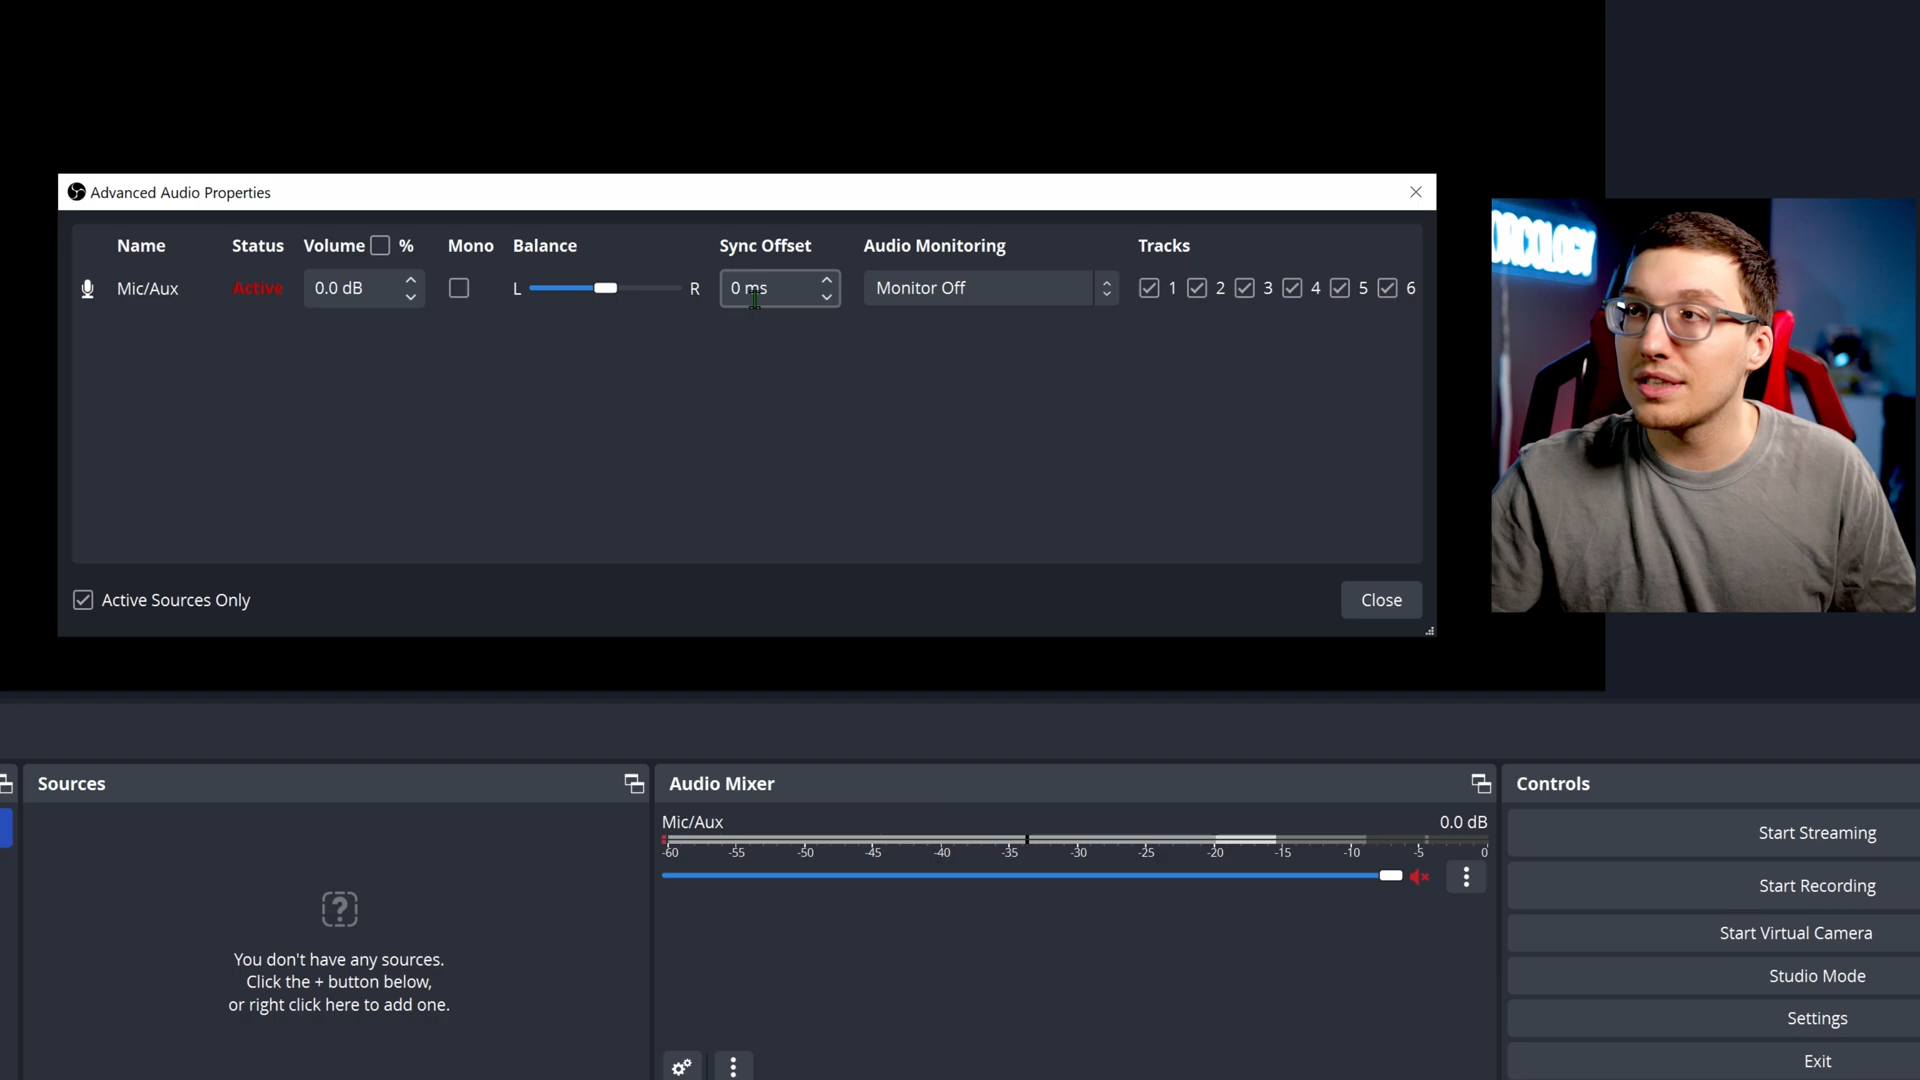 Advanced Audio Properties
Name Status Volume % Mono Balance Sync Offset Audio Monitoring Tracks
Mic/Aux Active 0.0 dB L R 0 ms Monitor Off 1 2 3 4 5 6
Active Sources Only
Close
Sources
You don't have any sources.
Click the + button below,
or right click here to add one.
Audio Mixer
Mic/Aux 0.0 dB
-60 -55 -50 -45 -40 -35 -30 -25 -20 -15 -10 -5 0
Controls
Start Streaming
Start Recording
Start Virtual Camera
Studio Mode
Settings
Exit